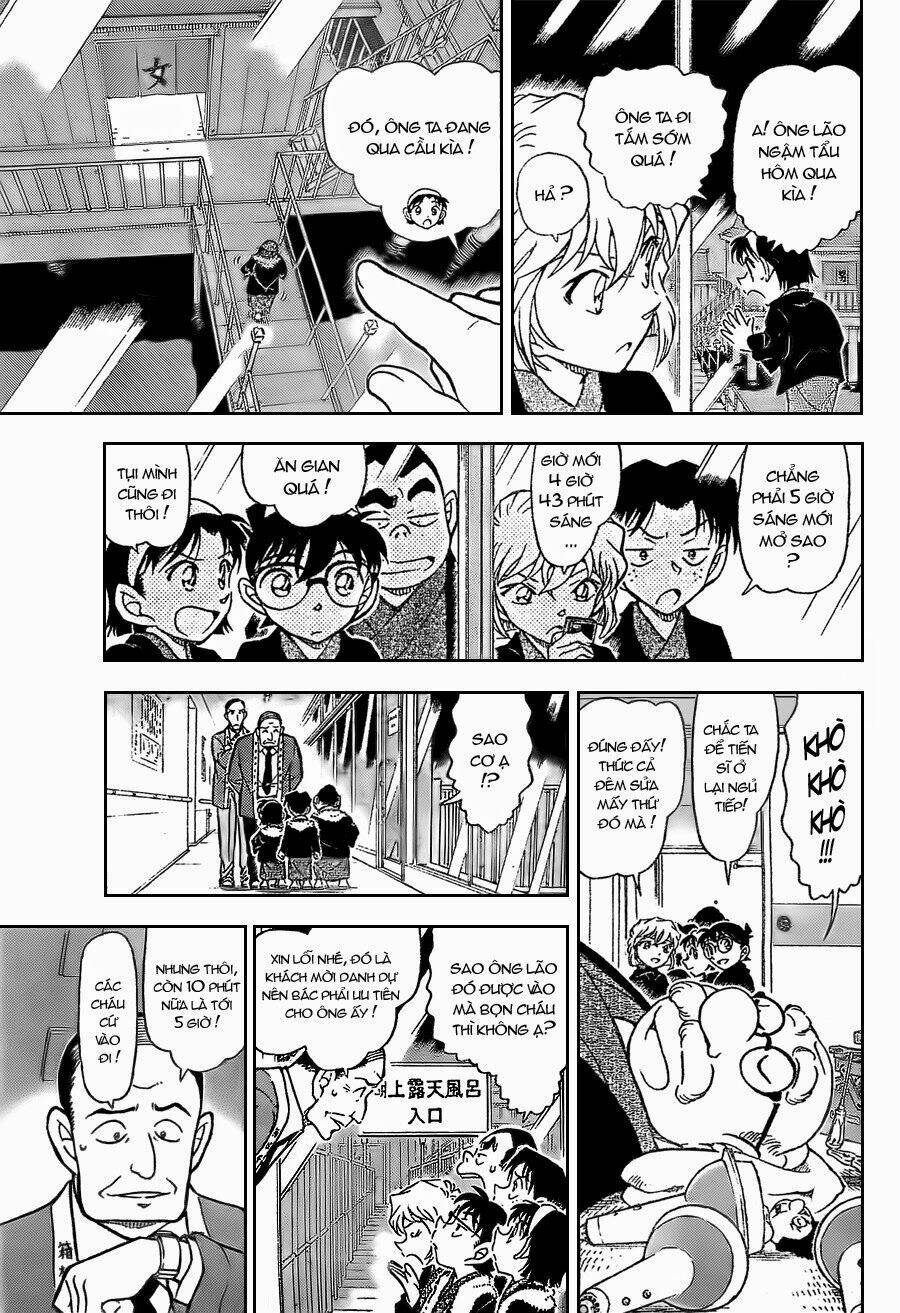 A! ÔNG LÃO
NGẬM TẨU
HÔM QUA
KÌA!
ÔNG TA ĐI
TẮM SỚM
QUÁ!
HẢ?
ĐÓ, ÔNG TA ĐANG
QUA CẦU KÌA!
女
CHẲNG
PHẢI 5 GIỜ
SÁNG MỚI
MỞ SAO
?
GIỜ MỚI
4 GIỜ
43 PHÚT
SÁNG
...
ĂN GIAN
QUÁ!
TỤI MÌNH
CŨNG ĐI
THÔI!
KHÒ
KHÒ
KHÒ
!!!
CHẮC TA
ĐỂ TIẾN
SĨ Ở
LẠI NGỦ
TIẾP!
ĐÚNG ĐẤY!
THỨC CẢ
ĐÊM SỬA
MẤY THỨ
ĐÓ MÀ!
SAO
CƠ Ạ
!?
SAO ÔNG LÃO
ĐÓ ĐƯỢC VÀO
MÀ BỌN CHÁU
THÌ KHÔNG Ạ?
XIN LỖI NHÉ, ĐÓ LÀ
KHÁCH MỜI DANH DỰ
NÊN BÁC PHẢI ƯU TIÊN
CHO ÔNG ẤY!
上露天風呂
入口
NHƯNG THÔI,
CÒN 10 PHÚT
NỮA LÀ TỚI
5 GIỜ!
CÁC
CHÁU
CỨ
VÀO
ĐI!
箱